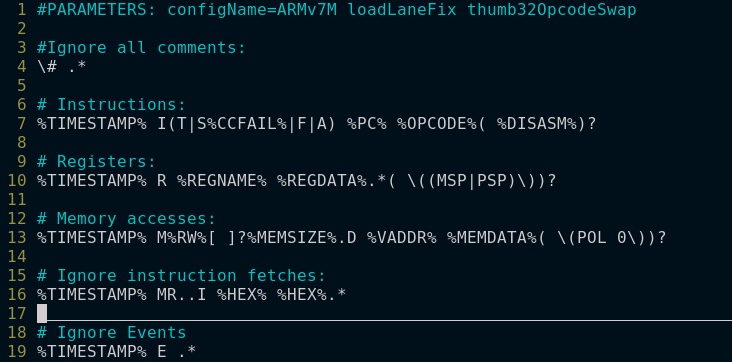 1 #PARAMETERS: configName=ARMv7M loadLaneFix thumb32OpcodeSwap
2
3 #Ignore all comments:
4 \# .*
5
6 # Instructions:
7 %TIMESTAMP% I(T|S%CCFAIL%|F|A) %PC% %OPCODE%( %DISASM%)?
8
9 # Registers:
10 %TIMESTAMP% R %REGNAME% %REGDATA%.*( \((MSP|PSP)\))?
11
12 # Memory accesses:
13 %TIMESTAMP% M%RW%[ ]?%MEMSIZE%.D %VADDR% %MEMDATA%( \(POL 0\))?
14
15 # Ignore instruction fetches:
16 %TIMESTAMP% MR..I %HEX% %HEX%.*
17
18 # Ignore Events
19 %TIMESTAMP% E .*